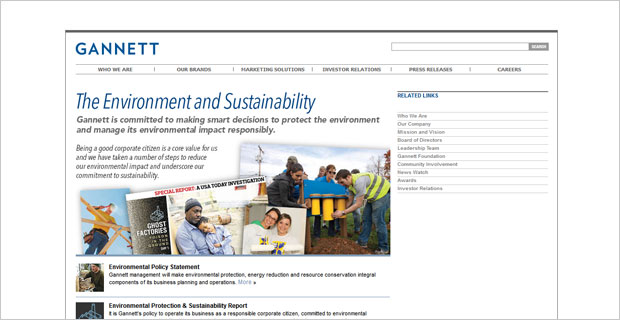 GANNETT
SEARCH
WHO WE ARE | OUR BRANDS | MARKETING SOLUTIONS | INVESTOR RELATIONS | PRESS RELEASES | CAREERS
The Environment and Sustainability
Gannett is committed to making smart decisions to protect the environment
and manage its environmental impact responsibly.
Being a good corporate citizen is a core value for us
and we have taken a number of steps to reduce
our environmental impact and underscore our
commitment to sustainability.
SPECIAL REPORT: A USA TODAY INVESTIGATION
GHOST
FACTORIES
POISON
IN THE
GROUND
Environmental Policy Statement
Gannett management will make environmental protection, energy reduction and resource conservation integral
components of its business planning and operations. More »
Environmental Protection & Sustainability Report
It is Gannett's policy to operate its business as a responsible corporate citizen, committed to environmental
RELATED LINKS
Who We Are
Our Company
Mission and Vision
Board of Directors
Leadership Team
Gannett Foundation
Community Involvement
News Watch
Awards
Investor Relations